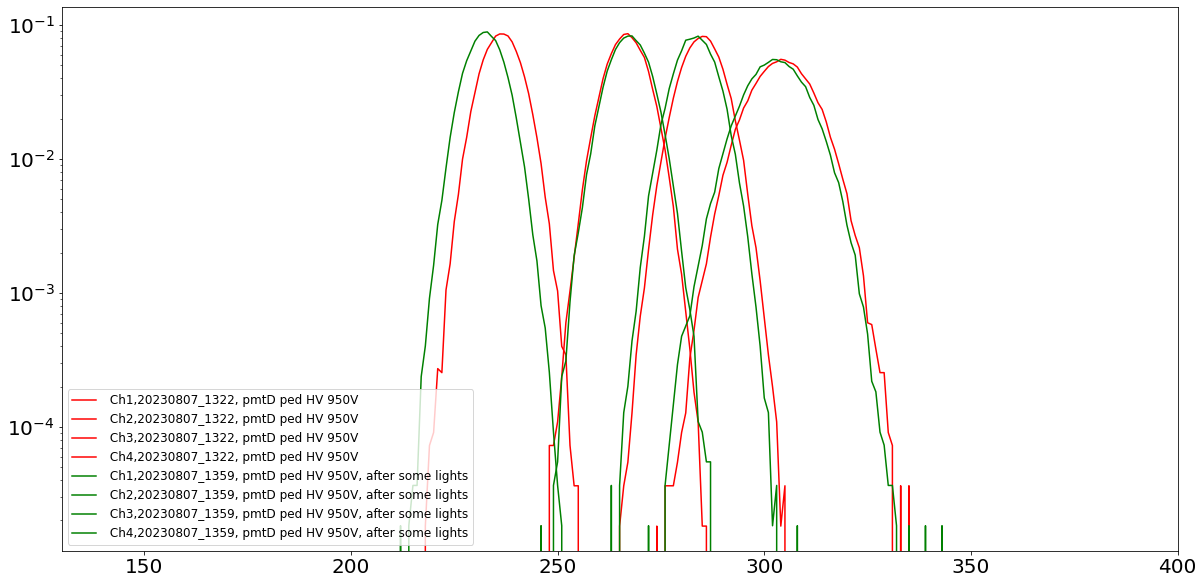 10⁻¹
10⁻²
10⁻³
10⁻⁴
Ch1,20230807_1322, pmtD ped HV 950V
Ch2,20230807_1322, pmtD ped HV 950V
Ch3,20230807_1322, pmtD ped HV 950V
Ch4,20230807_1322, pmtD ped HV 950V
Ch1,20230807_1359, pmtD ped HV 950V, after some lights
Ch2,20230807_1359, pmtD ped HV 950V, after some lights
Ch3,20230807_1359, pmtD ped HV 950V, after some lights
Ch4,20230807_1359, pmtD ped HV 950V, after some lights
150 200 250 300 350 400